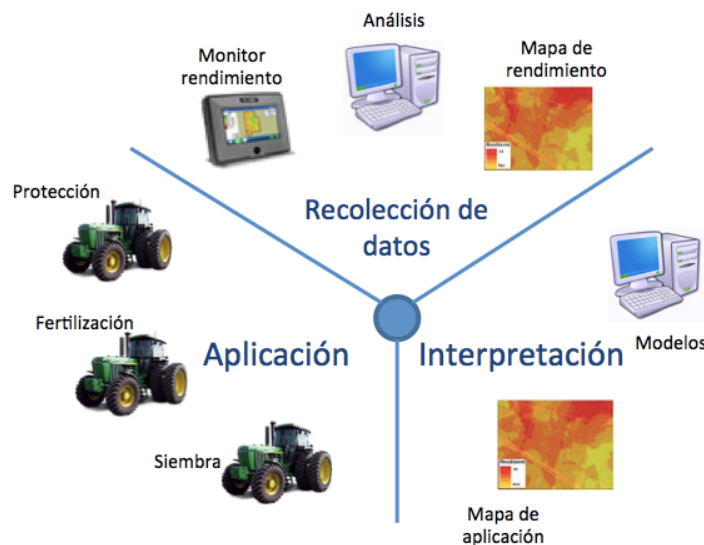 Análisis
Monitor
rendimiento
Mapa de
rendimiento
Protección
Recolección de
datos
Fertilización
Aplicación
Interpretación
Modelos
Siembra
Mapa de
aplicación